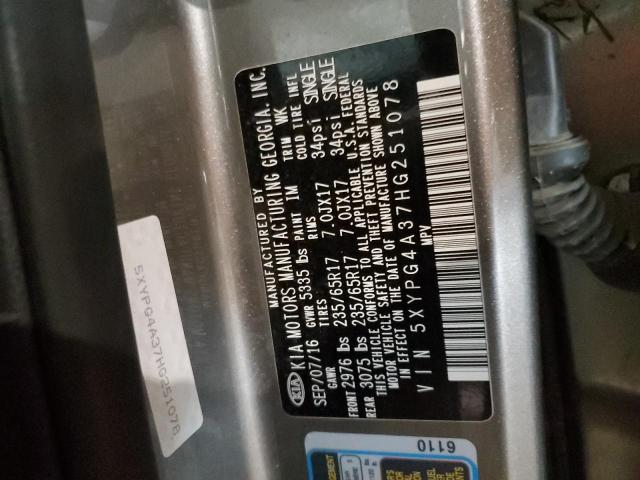 MANUFACTURED BY
KIA KIA MOTORS MANUFACTURING GEORGIA, INC.
SEP/07/16 GVWR 5335 lbs PAINT IM TRIM WK
GAWR TIRES RIMS COLD TIRE INFL
FRONT 2976 lbs 235/65R17 7.0JX17 34psi SINGLE
REAR 3075 lbs 235/65R17 7.0JX17 34psi SINGLE
THIS VEHICLE CONFORMS TO ALL APPLICABLE U.S.A. FEDERAL
MOTOR VEHICLE SAFETY AND THEFT PREVENTION STANDARDS
IN EFFECT ON THE DATE OF MANUFACTURE SHOWN ABOVE
VIN 5XYPG4A37HG251078
MPV
5XYPG4A37HG251078
6110